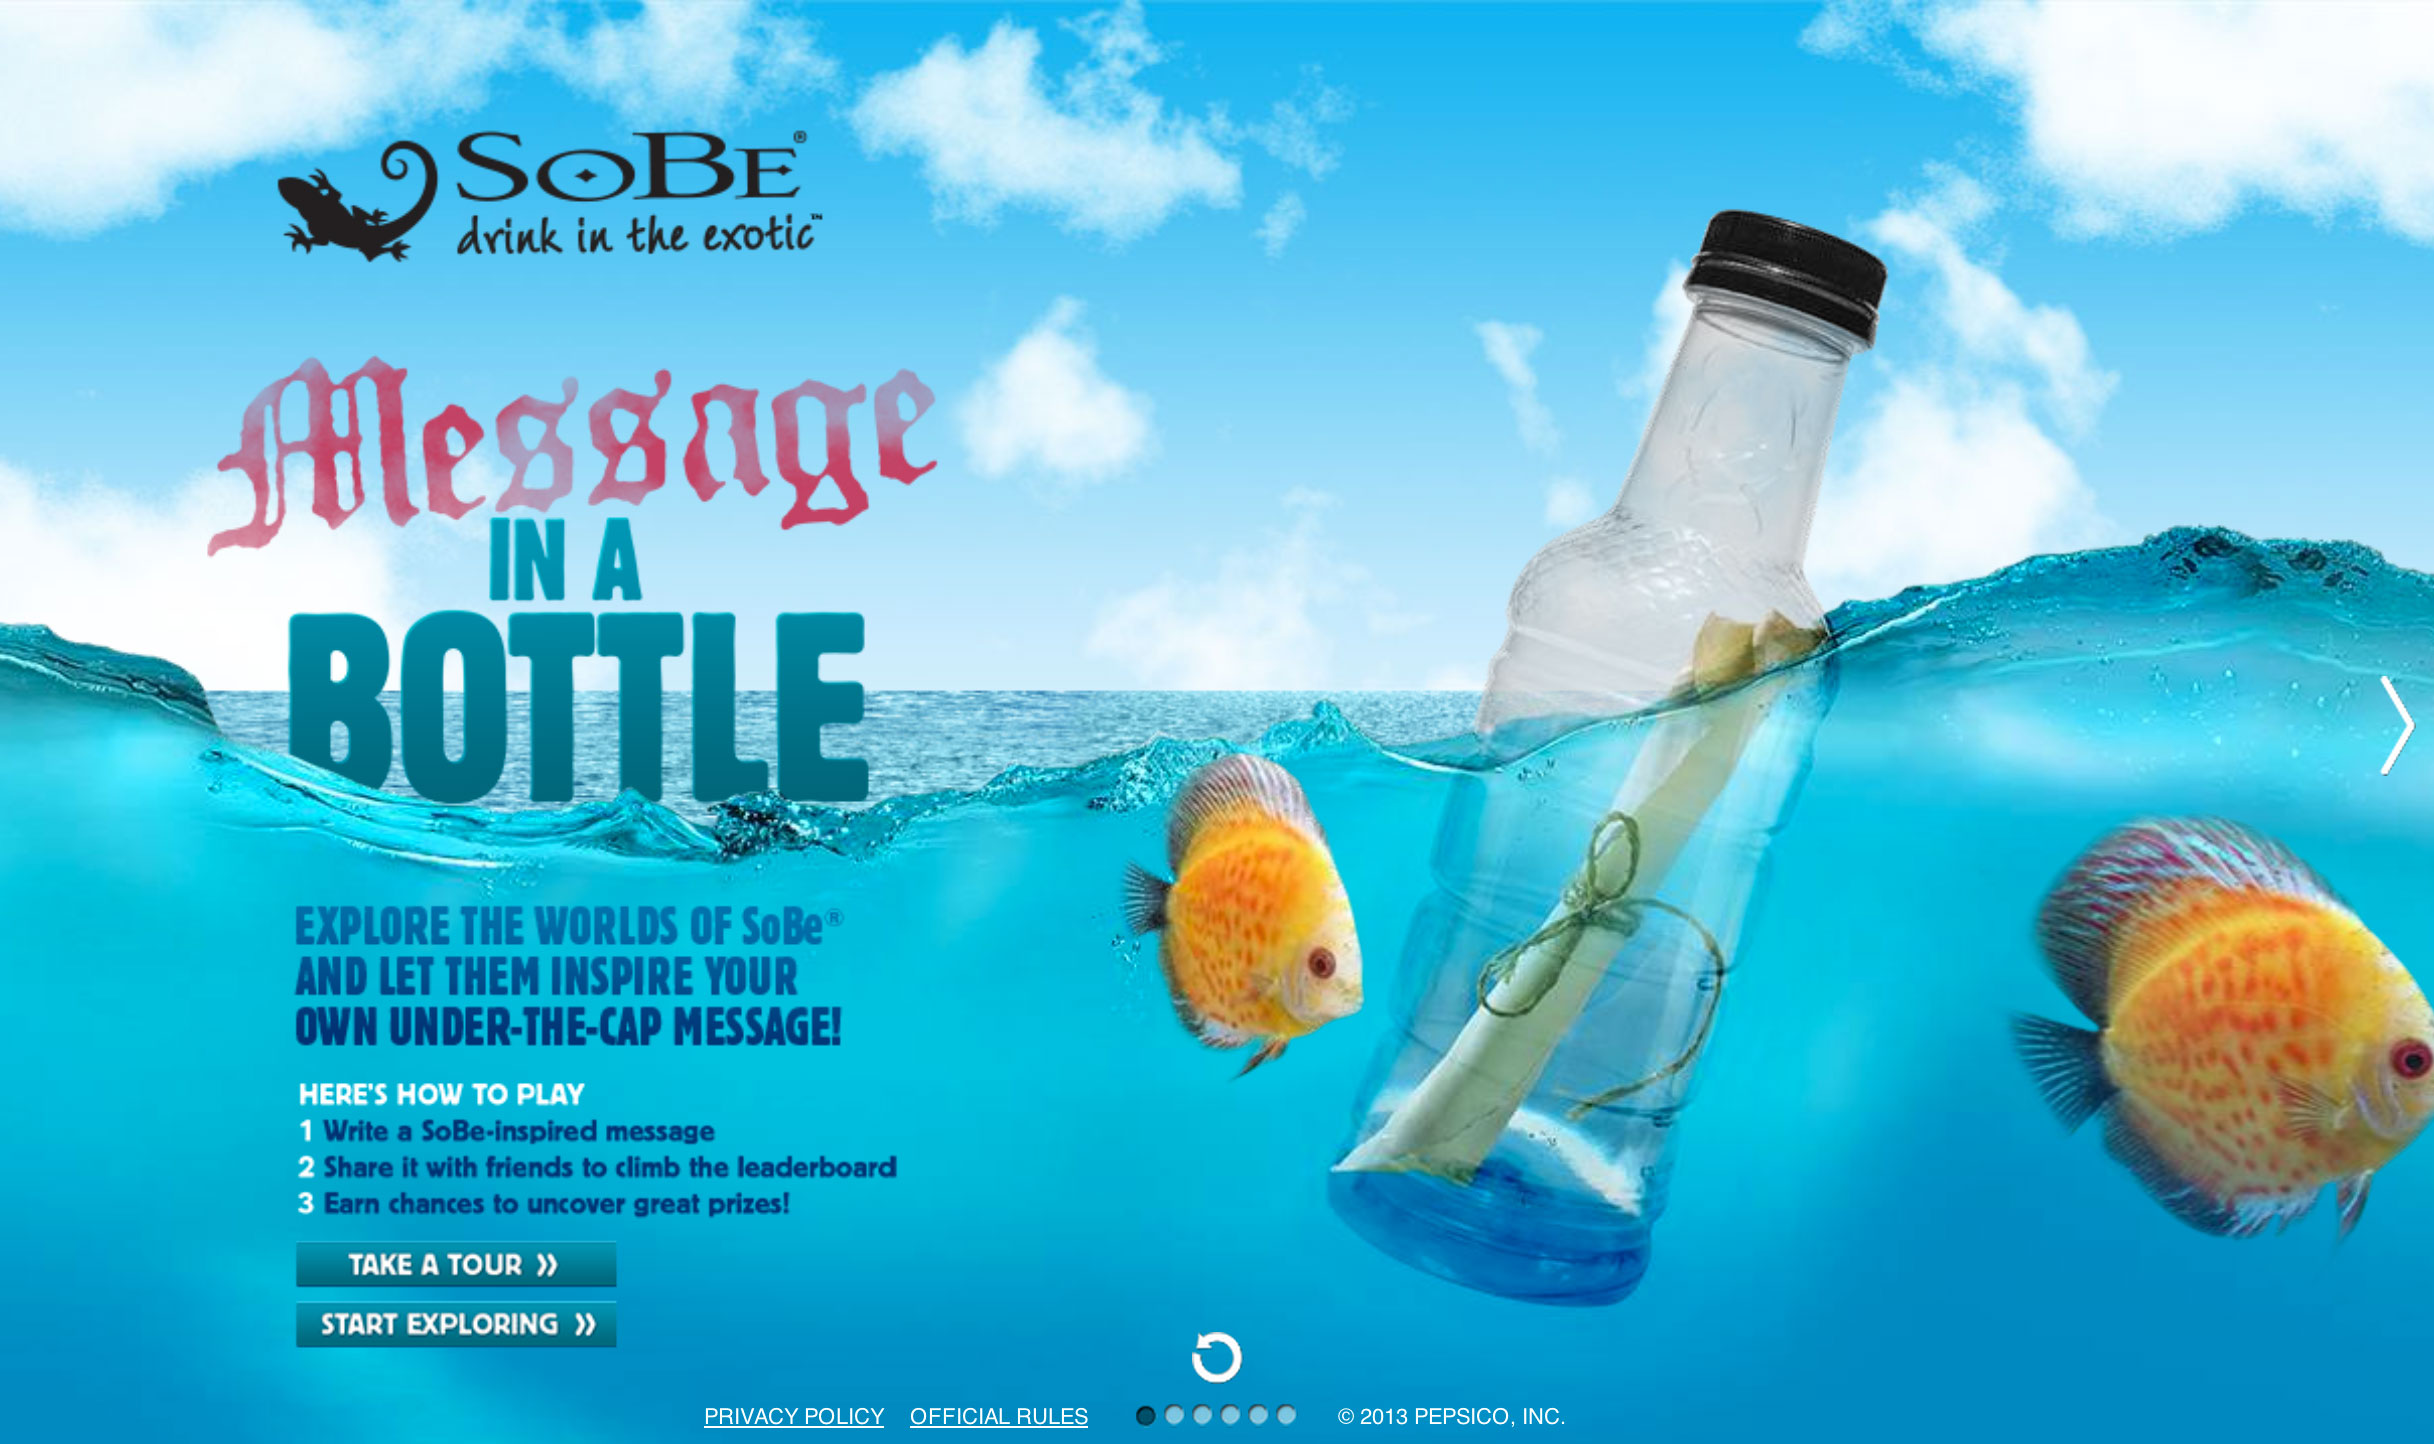 SoBe®
drink in the exotic™
Message
IN A
BOTTLE
EXPLORE THE WORLDS OF SoBe®
AND LET THEM INSPIRE YOUR
OWN UNDER-THE-CAP MESSAGE!
HERE'S HOW TO PLAY
1 Write a SoBe-inspired message
2 Share it with friends to climb the leaderboard
3 Earn chances to uncover great prizes!
TAKE A TOUR »
START EXPLORING »
PRIVACY POLICY OFFICIAL RULES © 2013 PEPSICO, INC.